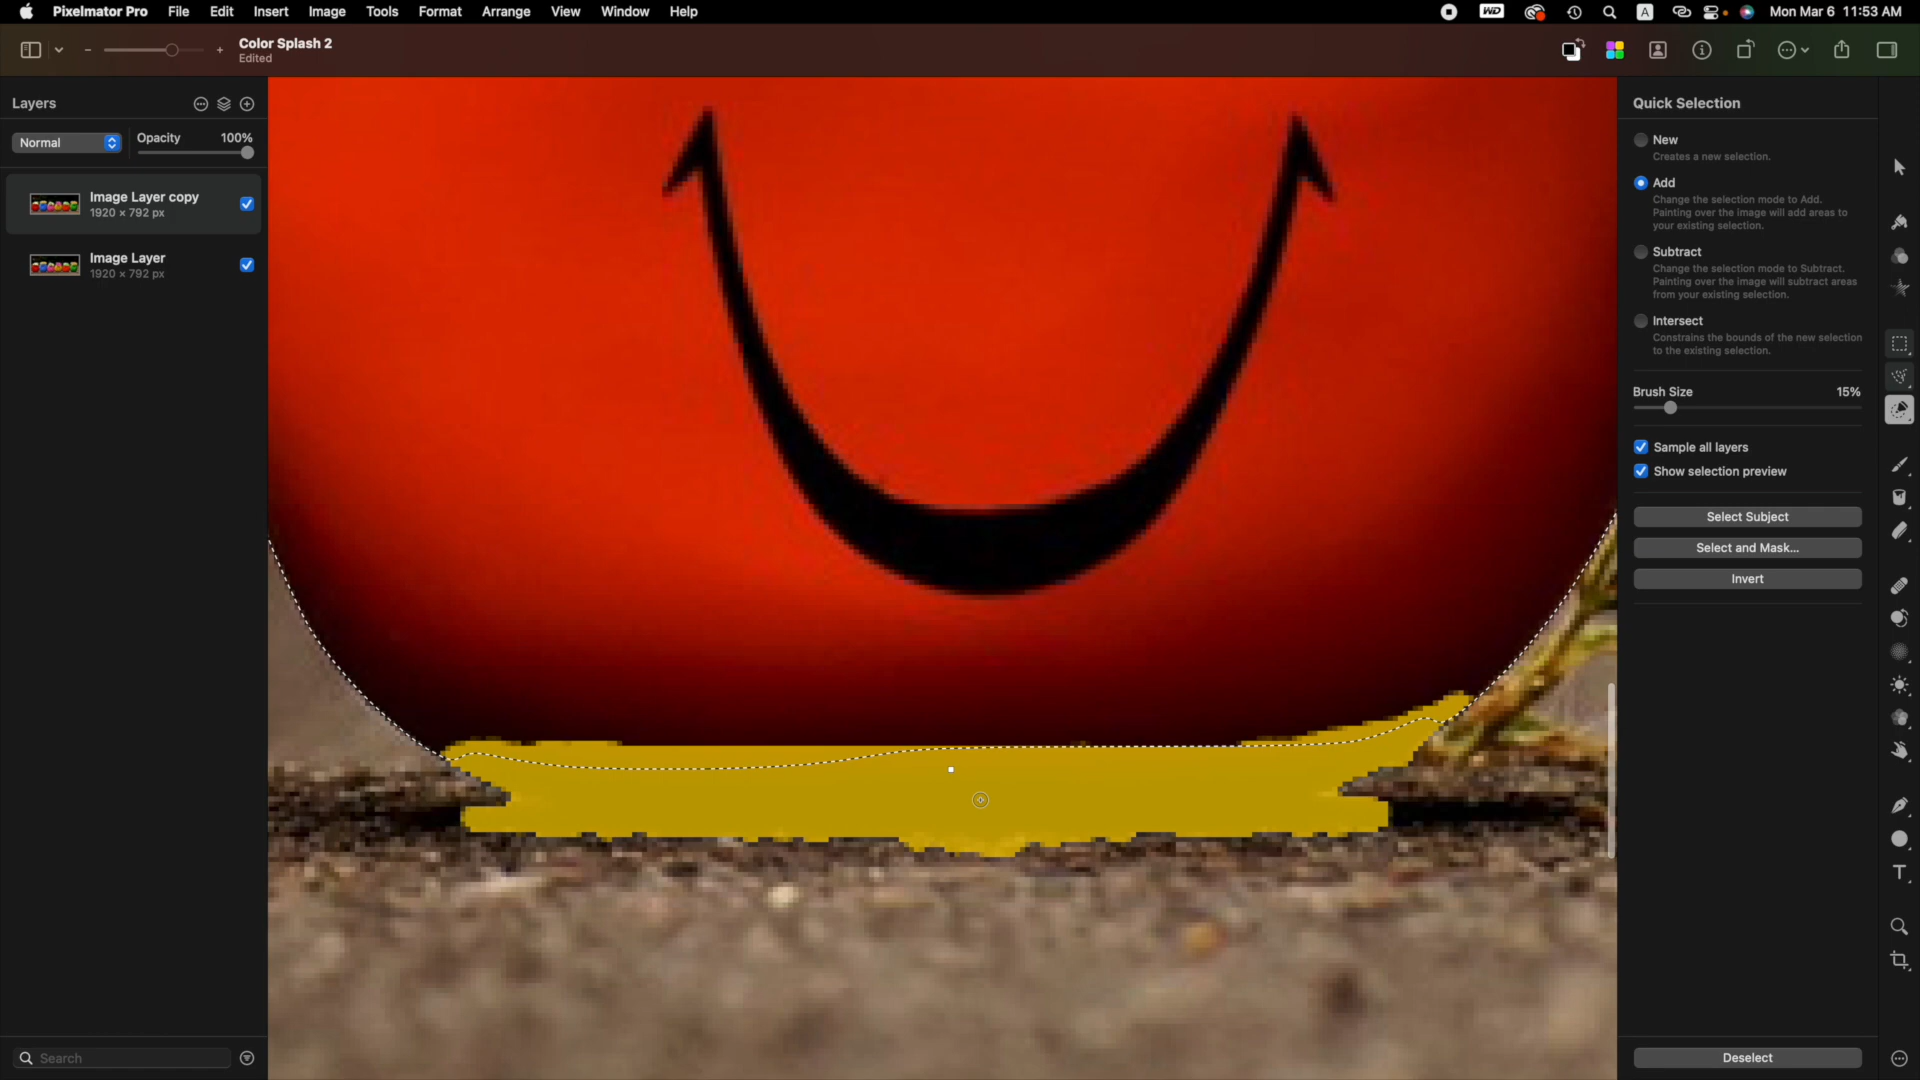 Pixelmator Pro File Edit Insert Image Tools Format Arrange View Window Help WD A Mon Mar 6 11:53 AM
Color Splash 2
Edited
Layers
Normal Opacity 100%
Image Layer copy
1920 × 792 px
Image Layer
1920 × 792 px
Search
Quick Selection
New
Creates a new selection.
Add
Change the selection mode to Add.
Painting over the image will add areas to
your existing selection.
Subtract
Change the selection mode to Subtract.
Painting over the image will subtract areas
from your existing selection.
Intersect
Constrains the bounds of the new selection
to the existing selection.
Brush Size 15%
Sample all layers
Show selection preview
Select Subject
Select and Mask...
Invert
T
Deselect